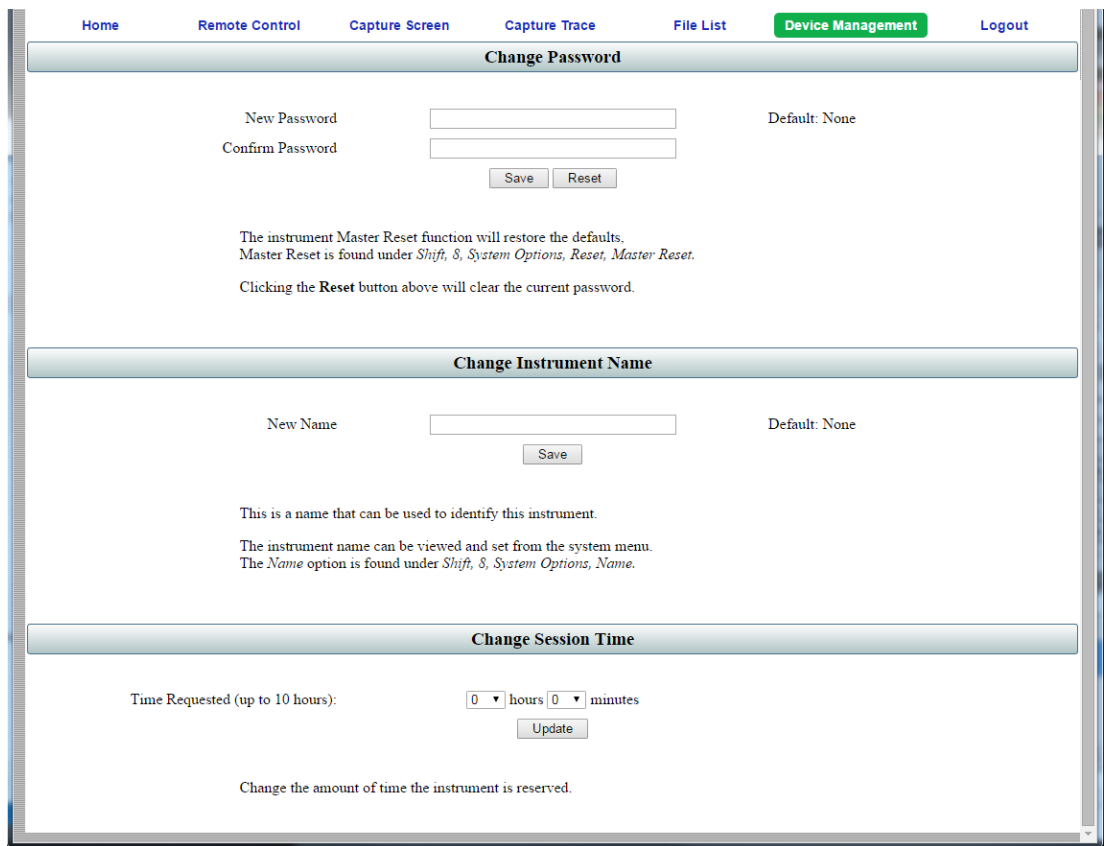 Home Remote Control Capture Screen Capture Trace File List Device Management Logout
Change Password
New Password Default: None
Confirm Password
Save Reset
The instrument Master Reset function will restore the defaults,
Master Reset is found under Shift, 8, System Options, Reset, Master Reset.
Clicking the Reset button above will clear the current password.
Change Instrument Name
New Name Default: None
Save
This is a name that can be used to identify this instrument.
The instrument name can be viewed and set from the system menu.
The Name option is found under Shift, 8, System Options, Name.
Change Session Time
Time Requested (up to 10 hours): 0 hours 0 minutes
Update
Change the amount of time the instrument is reserved.